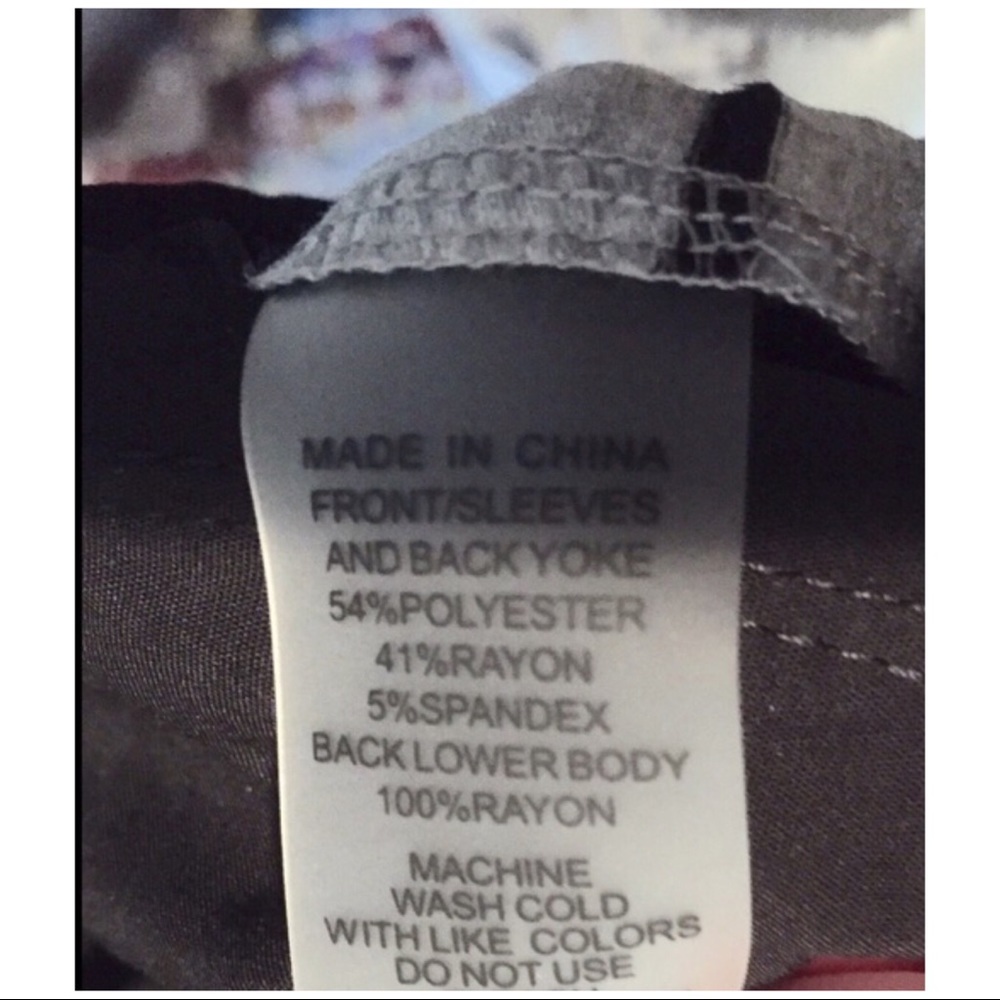 MADE IN CHINA
FRONT/SLEEVES
AND BACK YOKE
54%POLYESTER
41%RAYON
5%SPANDEX
BACK LOWER BODY
100%RAYON
MACHINE
WASH COLD
WITH LIKE COLORS
DO NOT USE